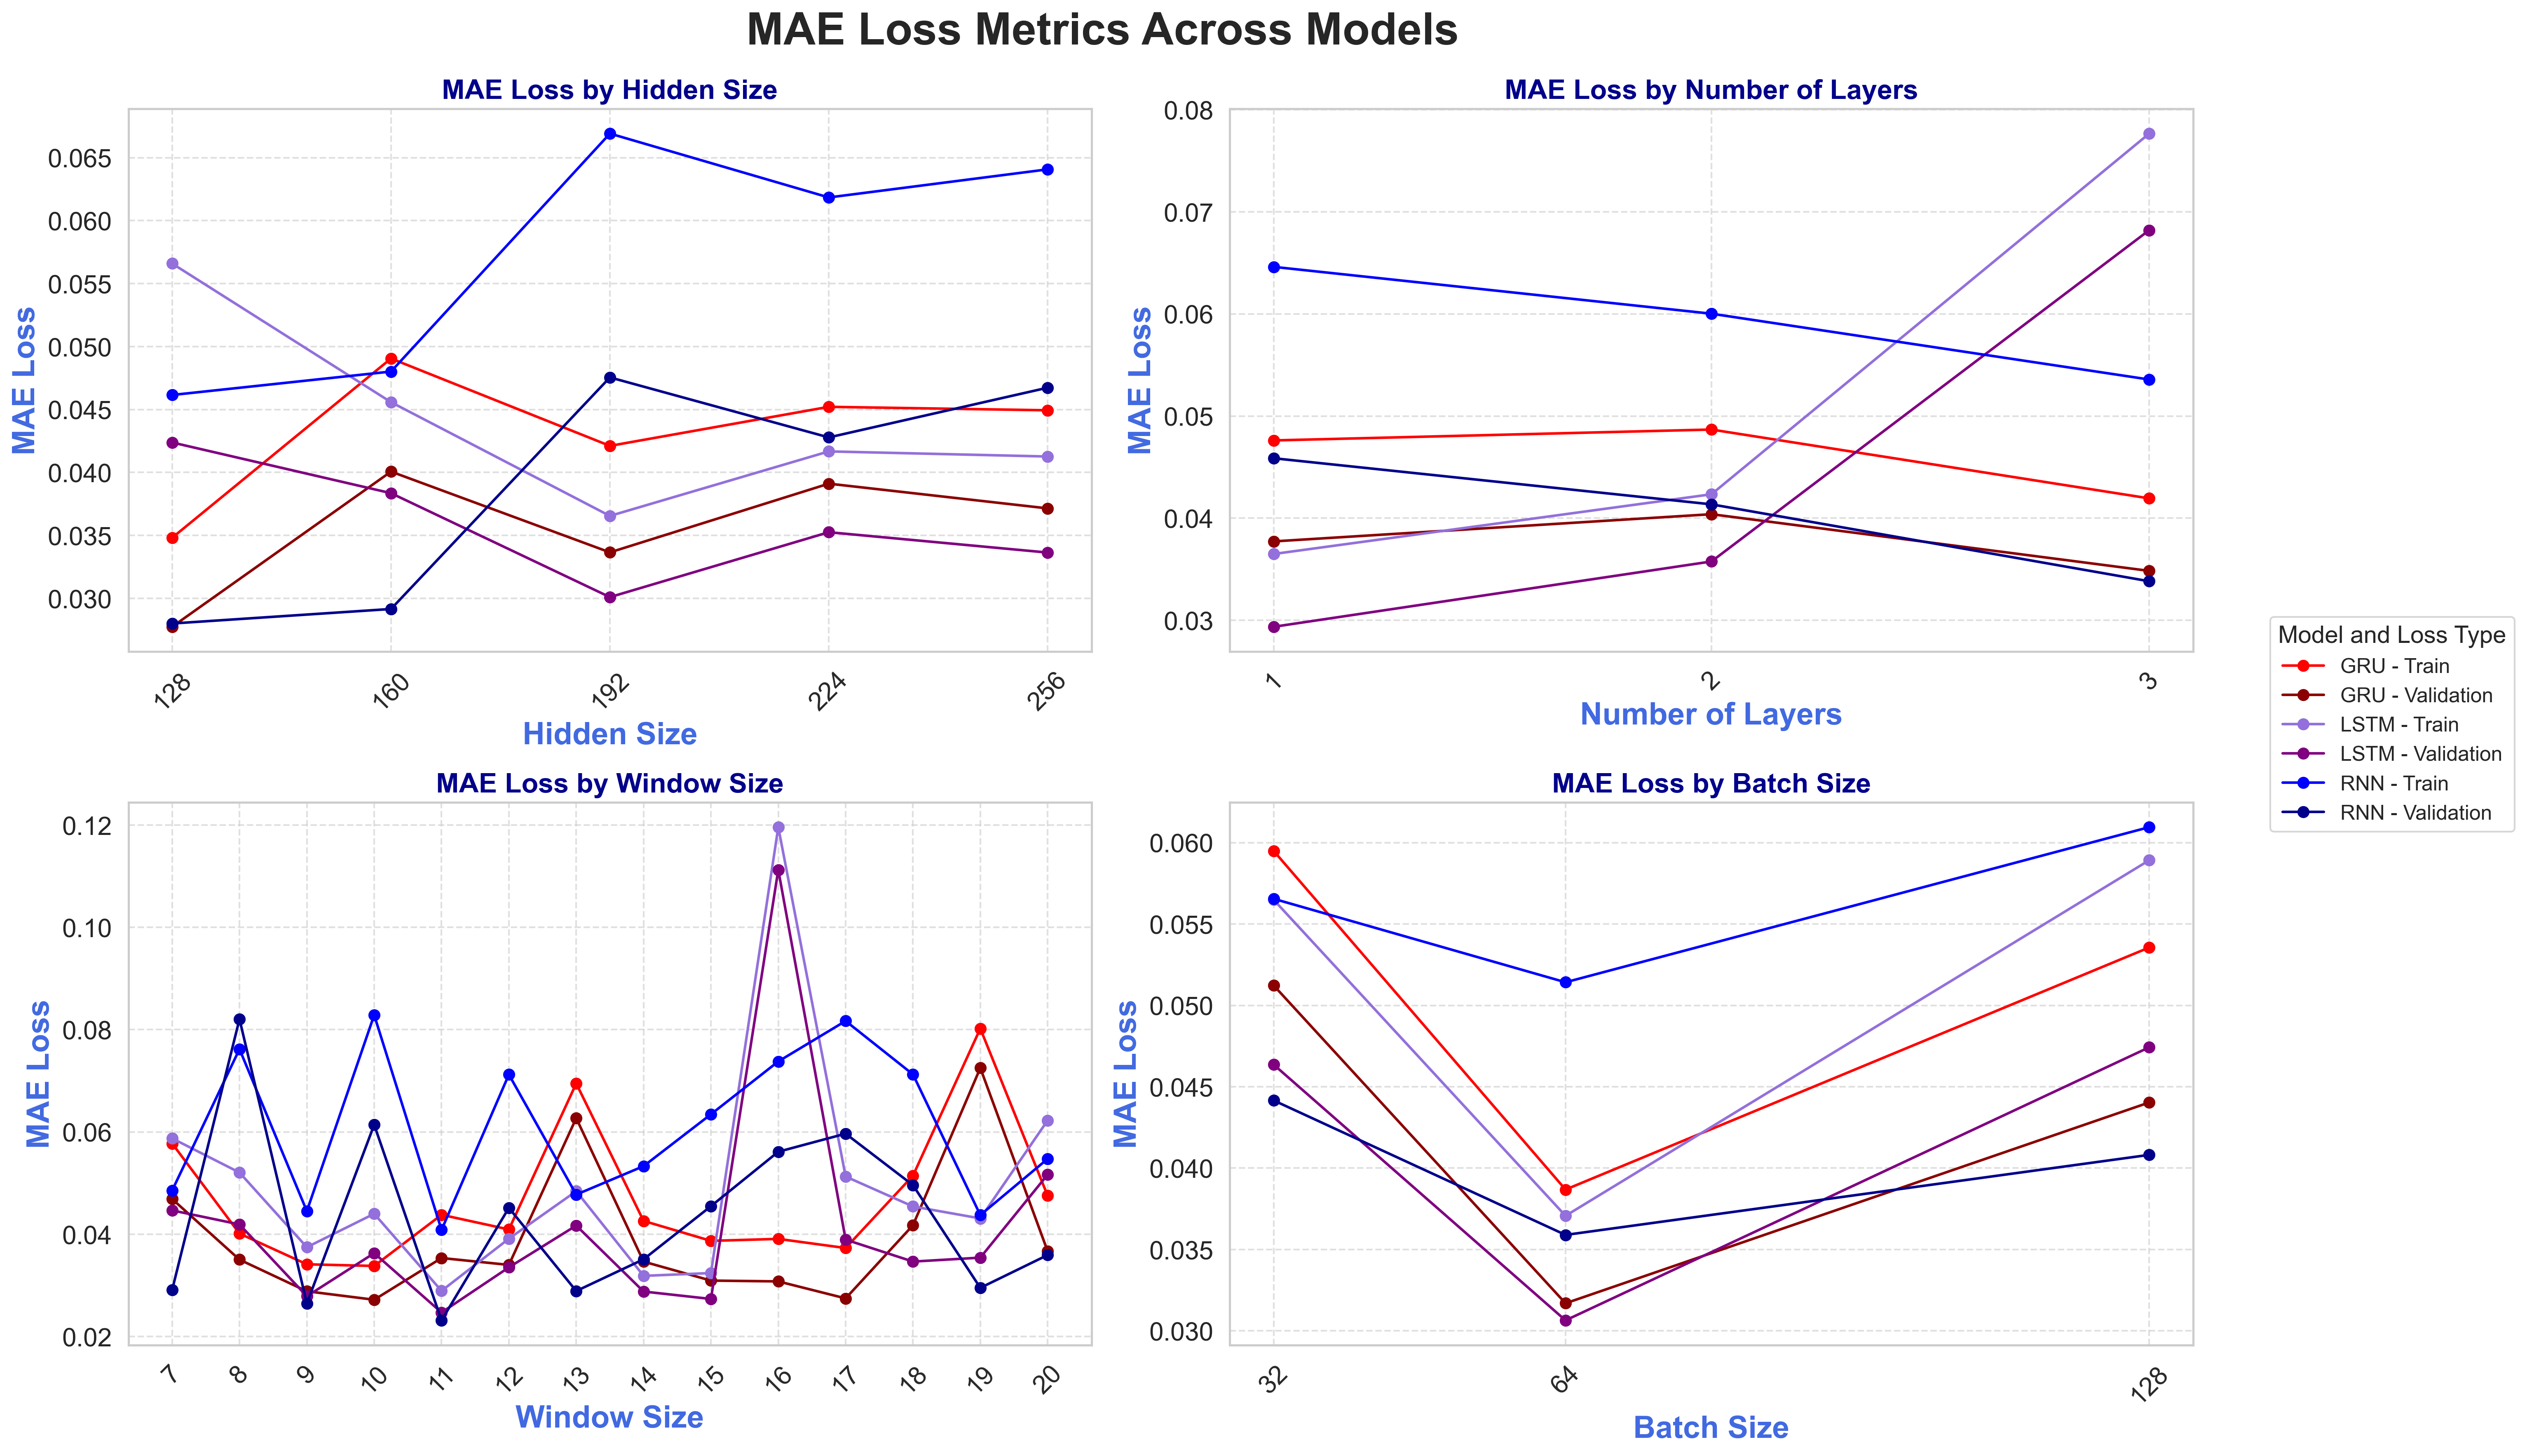 MAE Loss Metrics Across Models
MAE Loss by Hidden Size
MAE Loss
0.065
0.060
0.055
0.050
0.045
0.040
0.035
0.030
128
160
192
224
256
Hidden Size
MAE Loss by Number of Layers
MAE Loss
0.08
0.07
0.06
0.05
0.04
0.03
1
2
3
Number of Layers
Model and Loss Type
GRU - Train
GRU - Validation
LSTM - Train
LSTM - Validation
RNN - Train
RNN - Validation
MAE Loss by Window Size
MAE Loss
0.12
0.10
0.08
0.06
0.04
0.02
7
8
9
10
11
12
13
14
15
16
17
18
19
20
Window Size
MAE Loss by Batch Size
MAE Loss
0.060
0.055
0.050
0.045
0.040
0.035
0.030
32
64
128
Batch Size